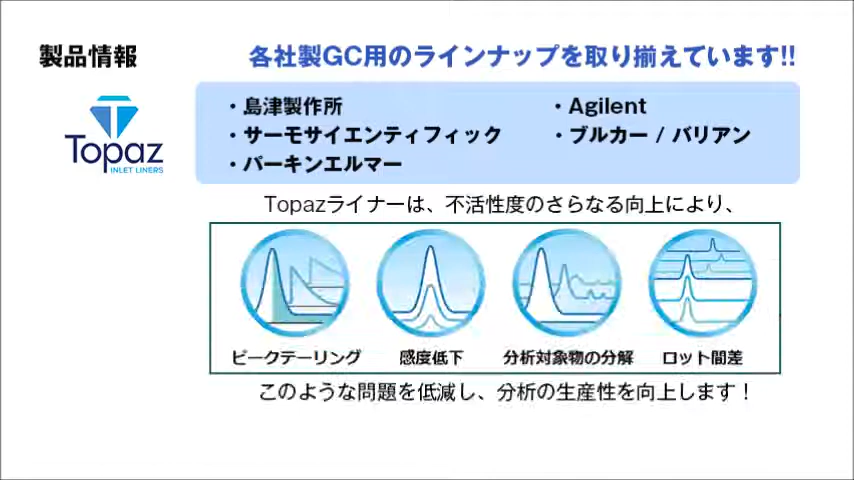 製品情報
各社製GC用のラインナップを取り揃えています!!
Topaz
INLET LINERS
・島津製作所
・Agilent
・サーモサイエンティフィック
・ブルカー / バリアン
・パーキンエルマー
Topazライナーは、不活性度のさらなる向上により、
ピークテーリング
感度低下
分析対象物の分解
ロット間差
このような問題を低減し、分析の生産性を向上します！